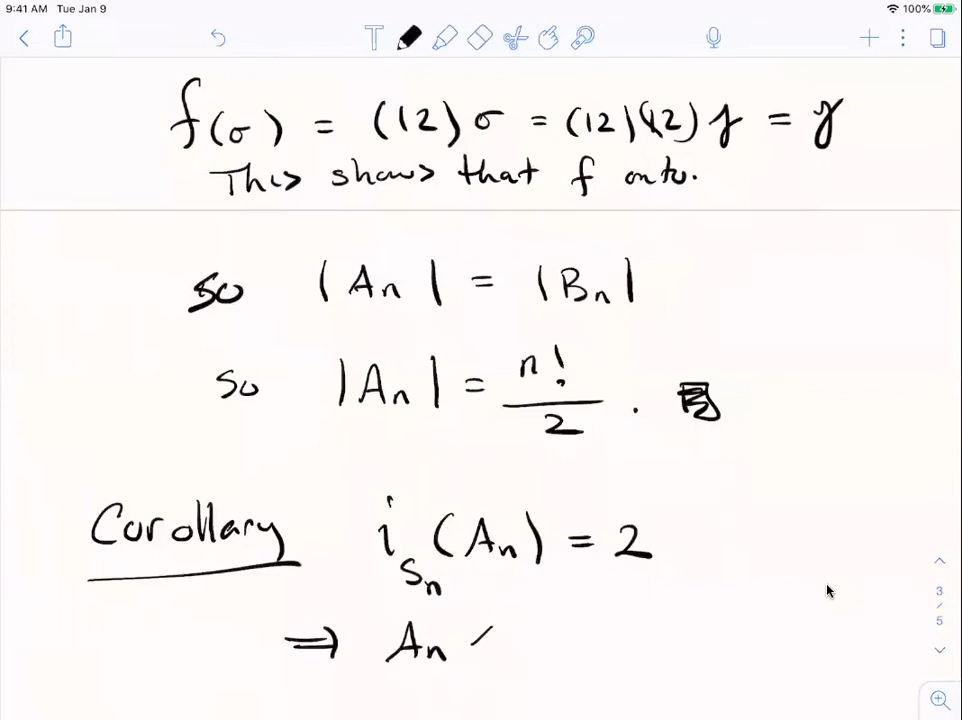 9:41 AM Tue Jan 9
100%
f(σ) = (12)σ = (12)(12)γ = γ
This shows that f onto.
so |An| = |Bn|
so |An| = n!/2 .
Corollary i_Sn (An) = 2
⇒ An
3
/
5